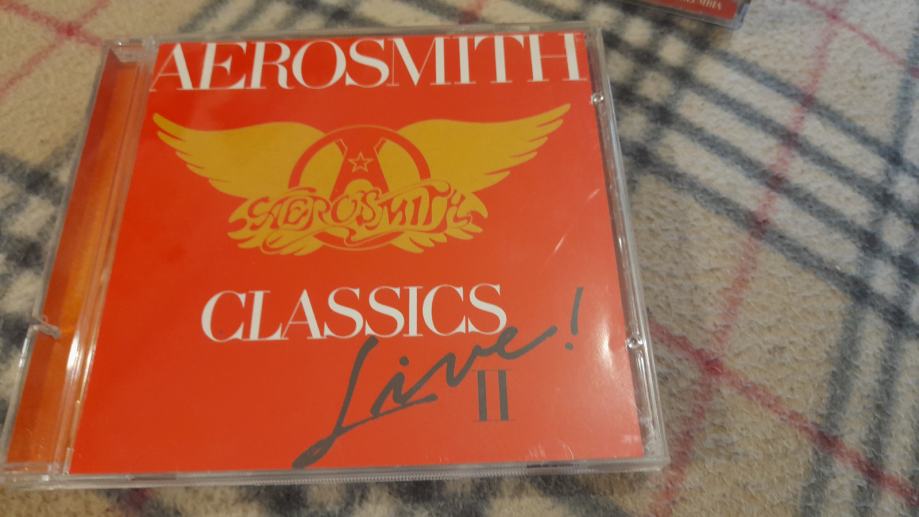 AEROSMITH
A
AEROSMITH
CLASSICS
Live!
II